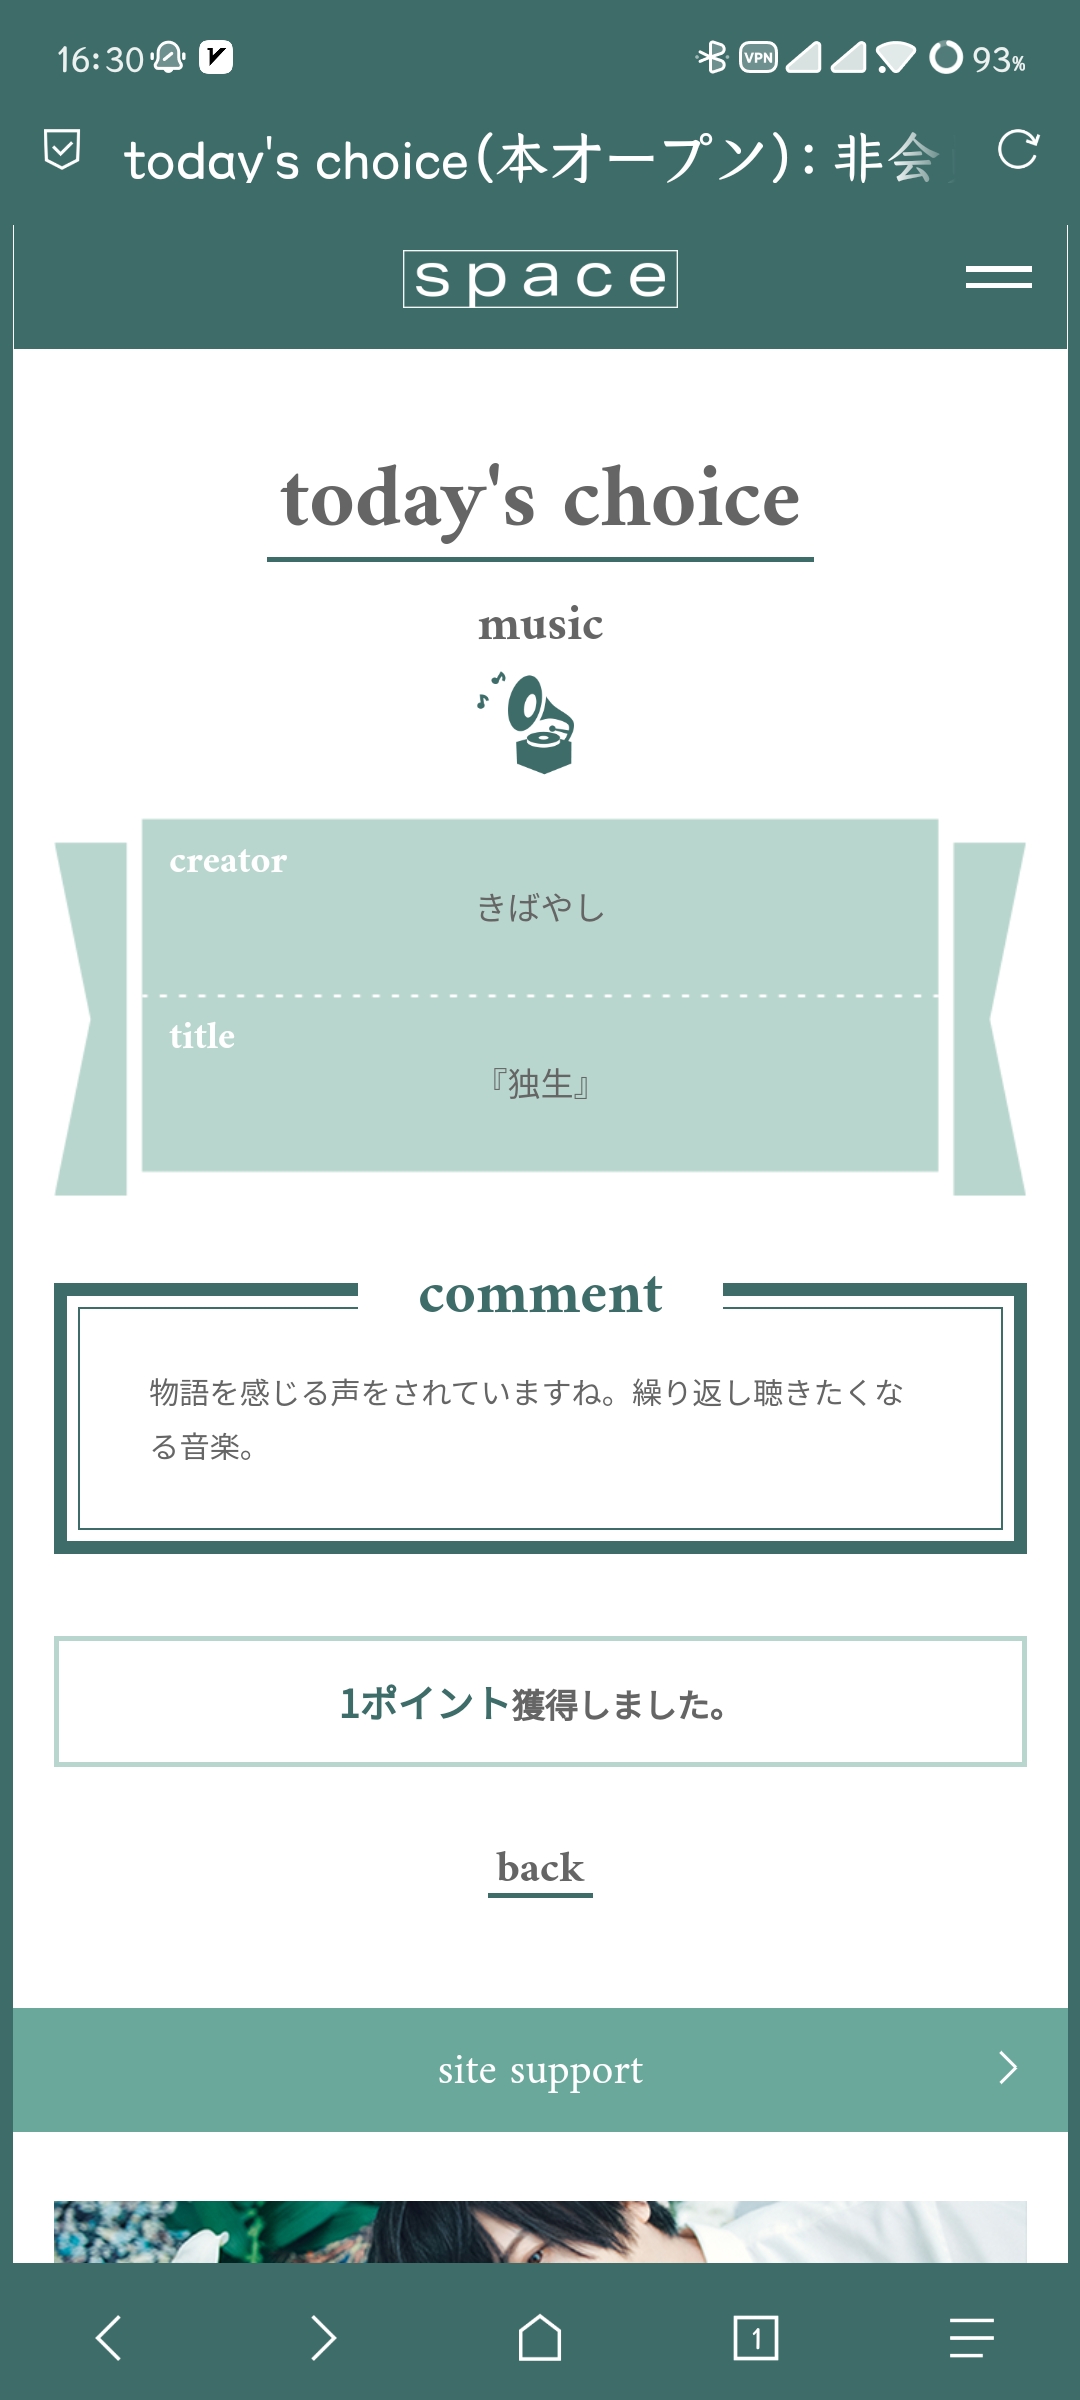 16:30
VPN
93%
today's choice(本オープン): 非会
space
today's choice
music
creator
きばやし
title
『独生』
comment
物語を感じる声をされていますね。繰り返し聴きたくな
る音楽。
1ポイント獲得しました。
back
site support
1